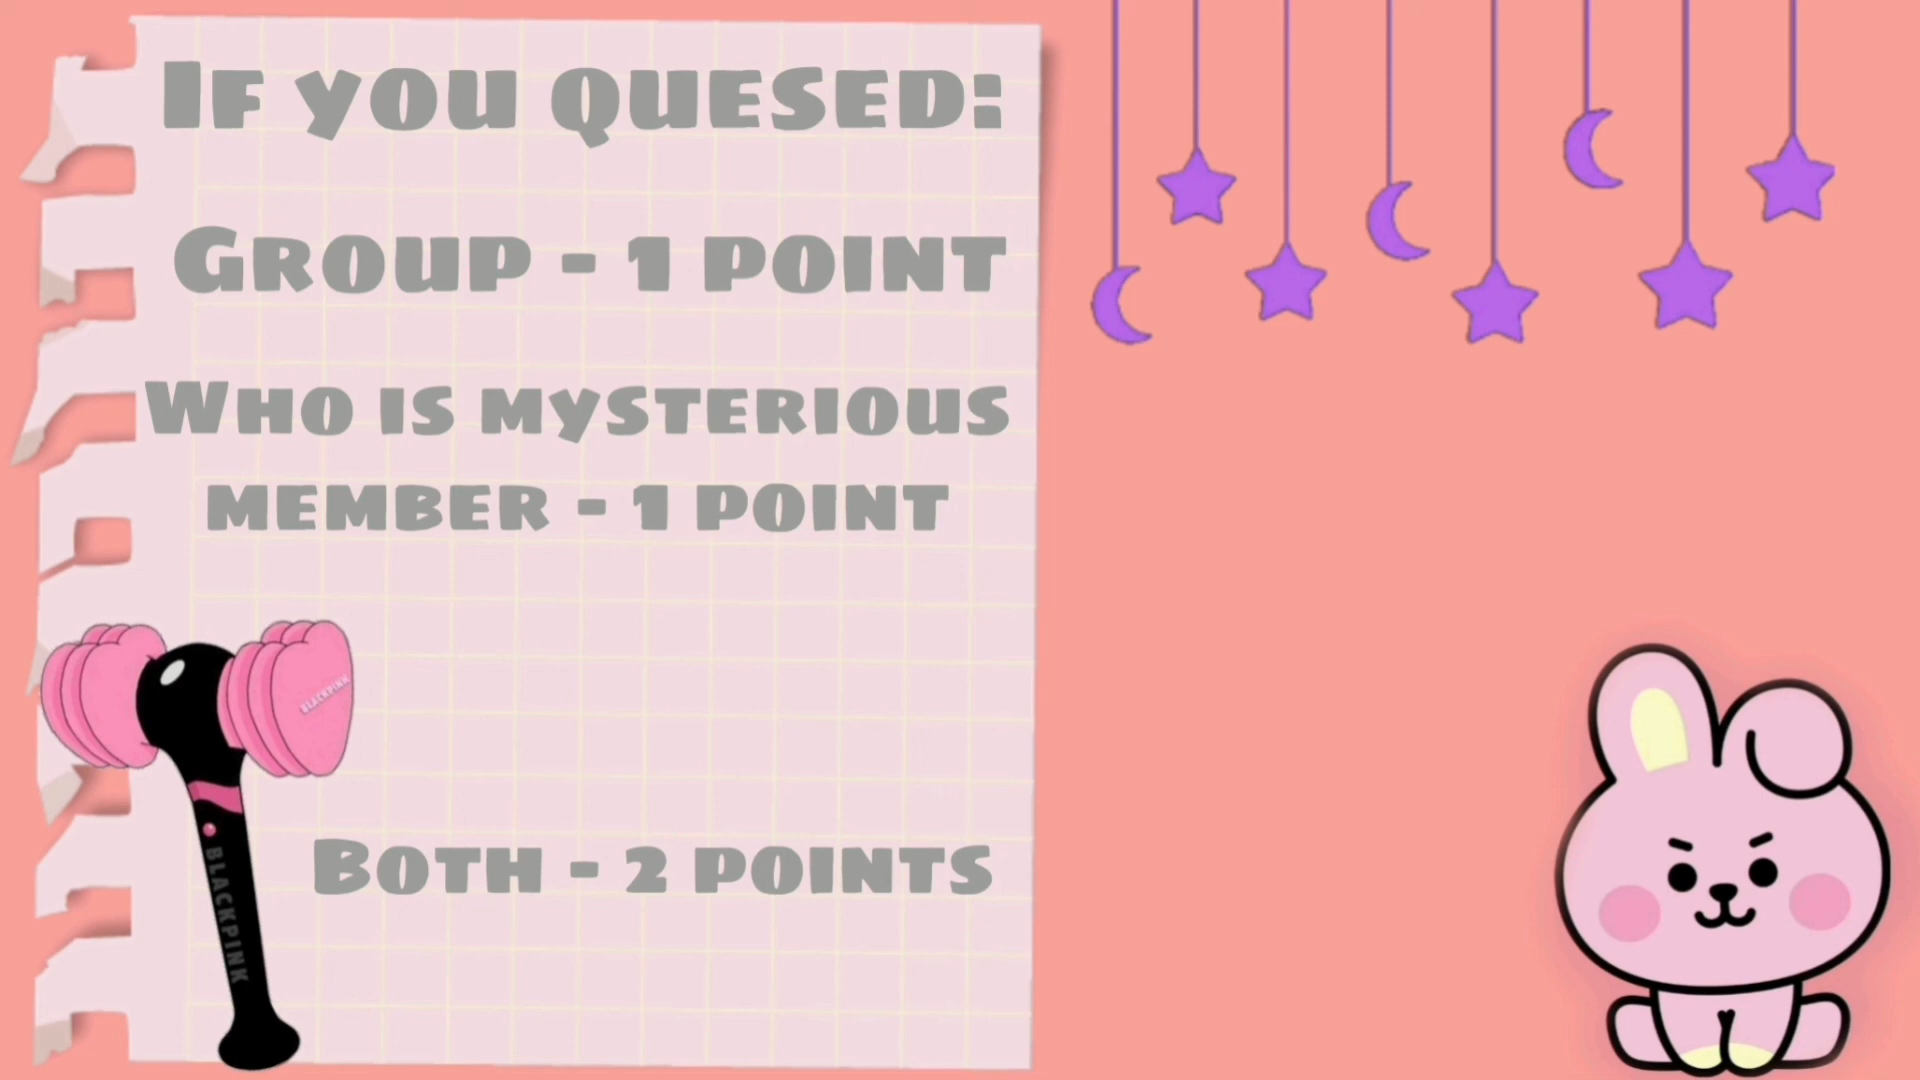 If you quesed:
Group - 1 point
Who is mysterious
member - 1 point
BLACKPINK
BLACKPINK
Both - 2 points